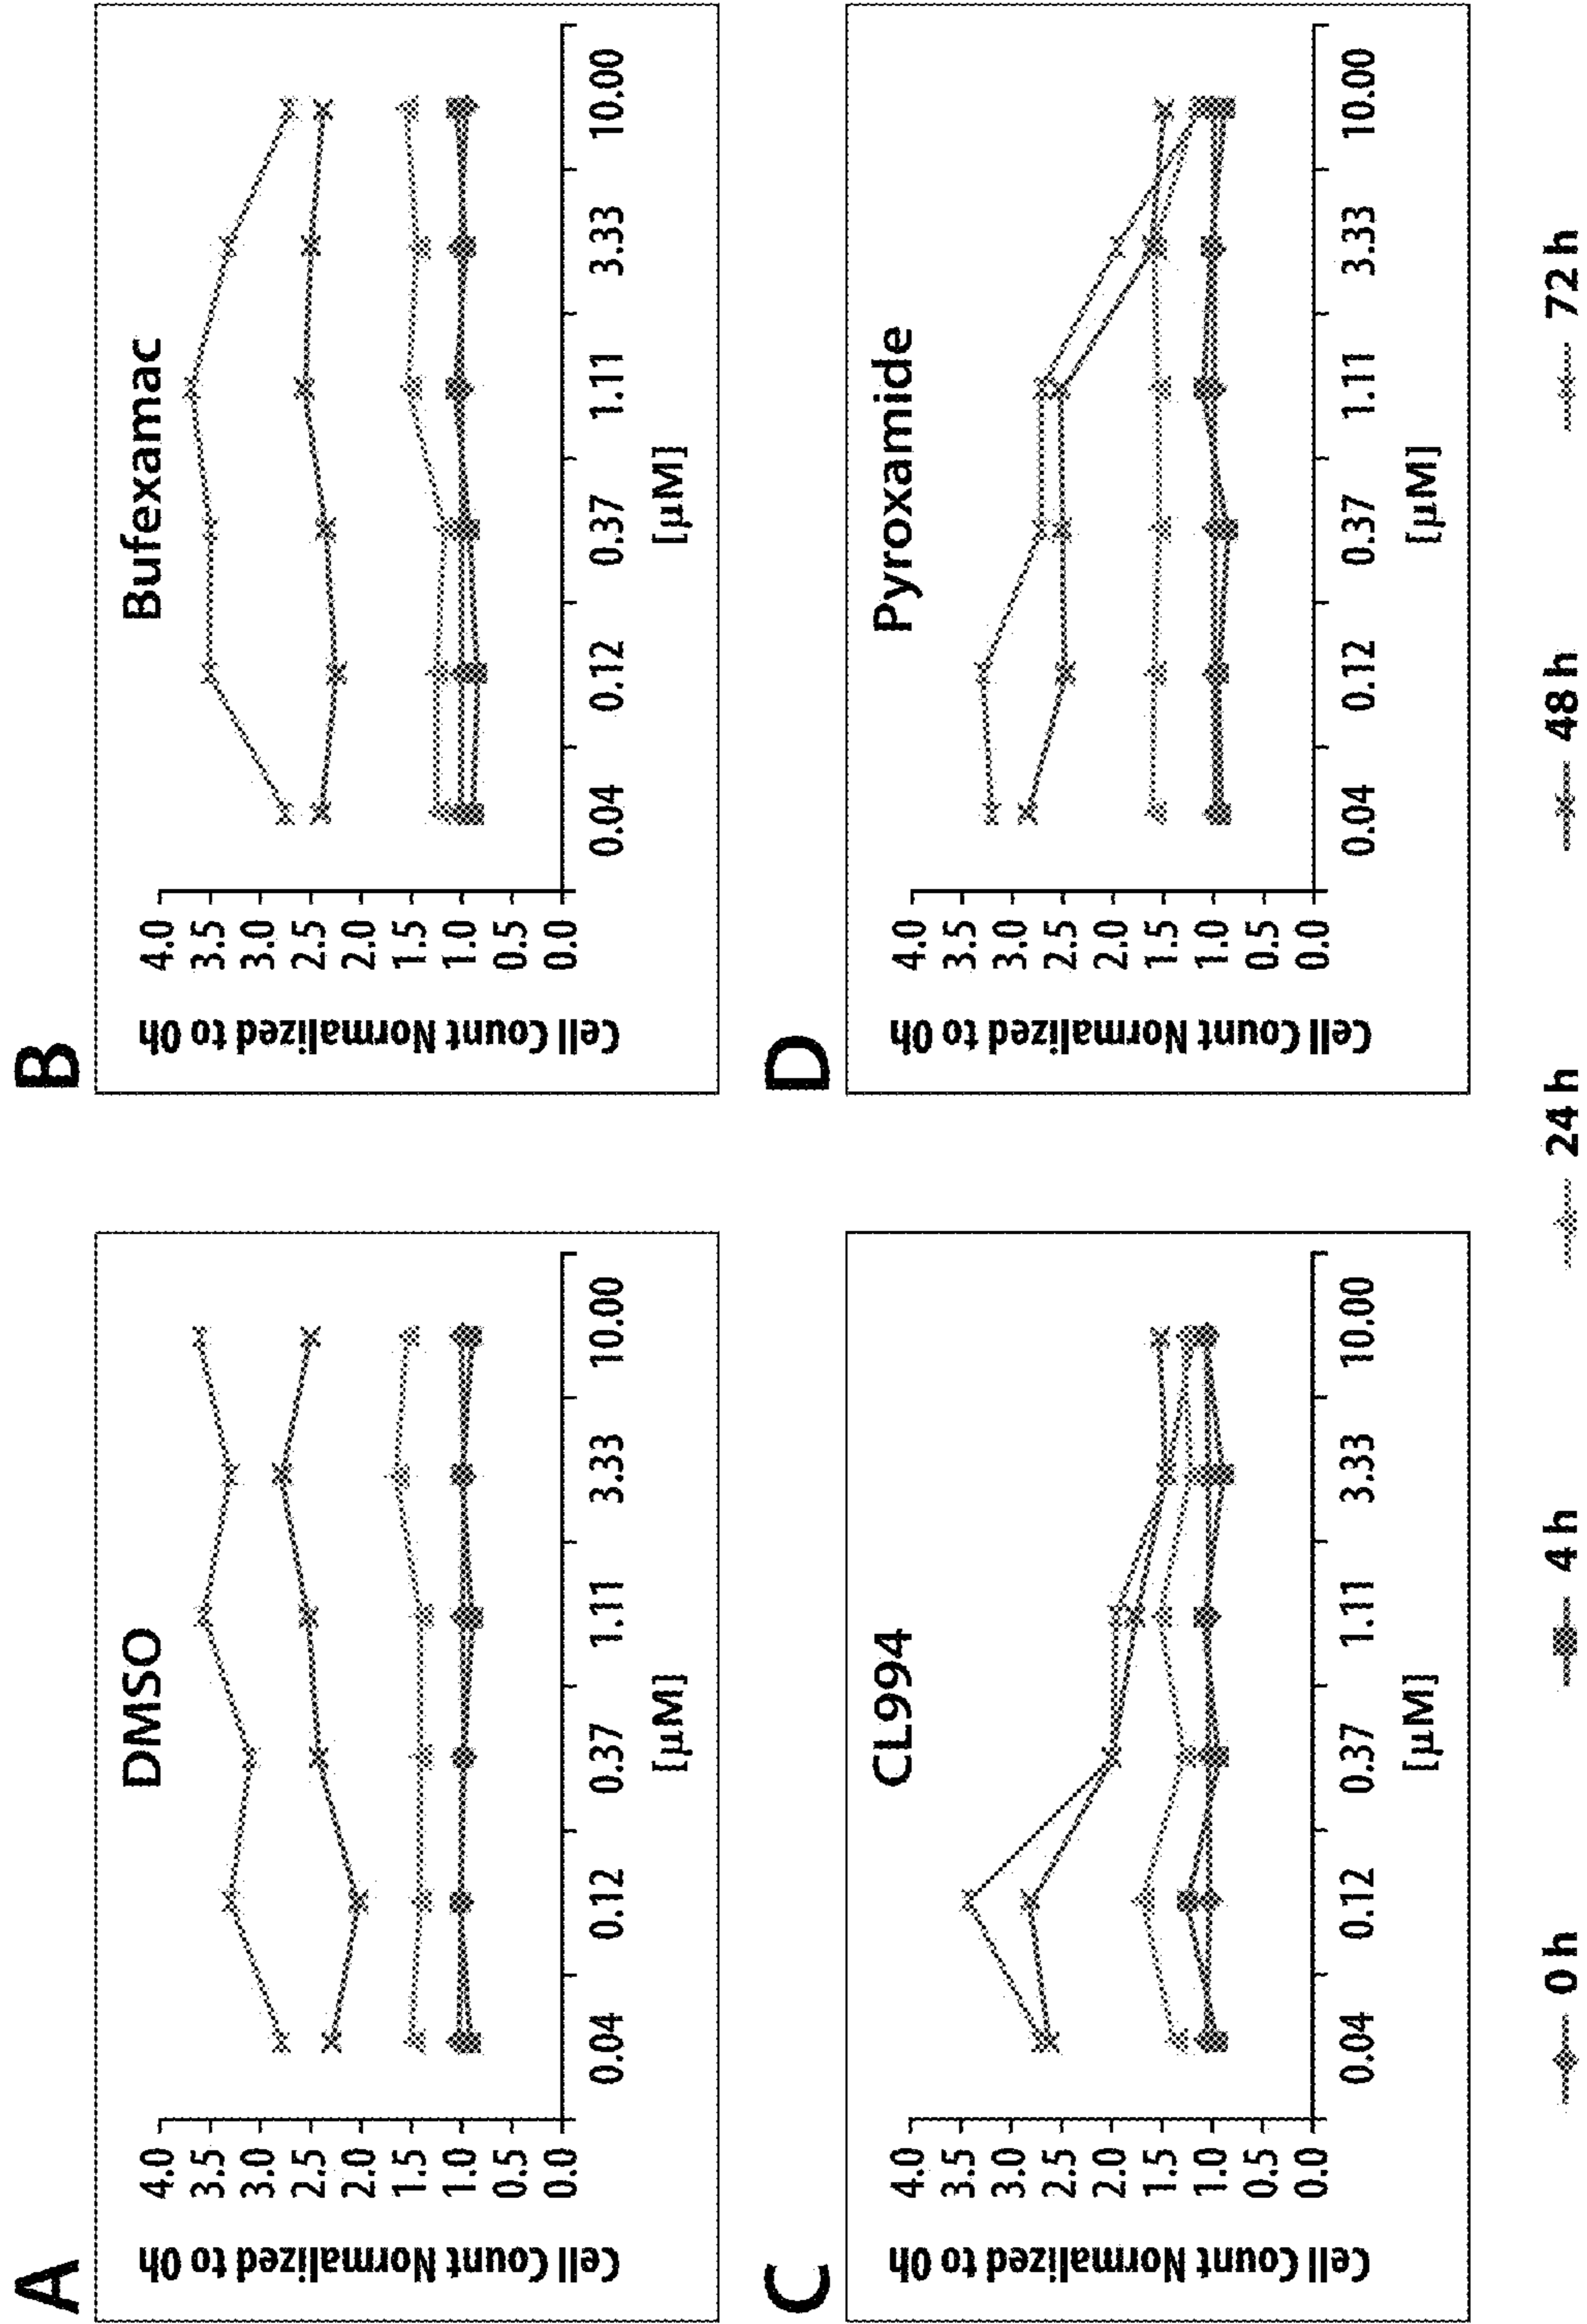 A
DMSO
Cell Count Normalized to 0h
4.0
3.5
3.0
2.5
2.0
1.5
1.0
0.5
0.0
0.04 0.12 0.37 1.11 3.33 10.00
[µM]
B
Bufexamac
Cell Count Normalized to 0h
4.0
3.5
3.0
2.5
2.0
1.5
1.0
0.5
0.0
0.04 0.12 0.37 1.11 3.33 10.00
[µM]
C
CL994
Cell Count Normalized to 0h
4.0
3.5
3.0
2.5
2.0
1.5
1.0
0.5
0.0
0.04 0.12 0.37 1.11 3.33 10.00
[µM]
D
Pyroxamide
Cell Count Normalized to 0h
4.0
3.5
3.0
2.5
2.0
1.5
1.0
0.5
0.0
0.04 0.12 0.37 1.11 3.33 10.00
[µM]
0 h 4 h 24 h 48 h 72 h